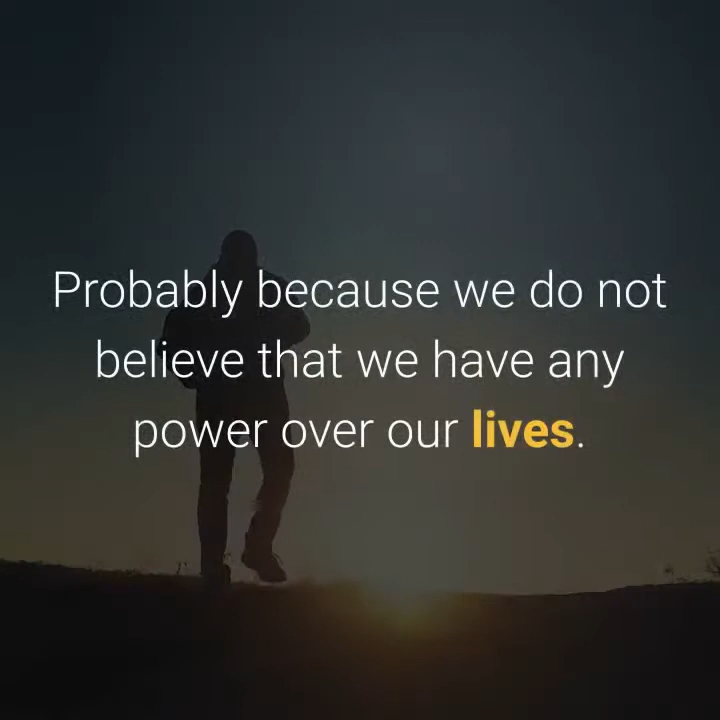 Probably because we do not
believe that we have any
power over our lives.